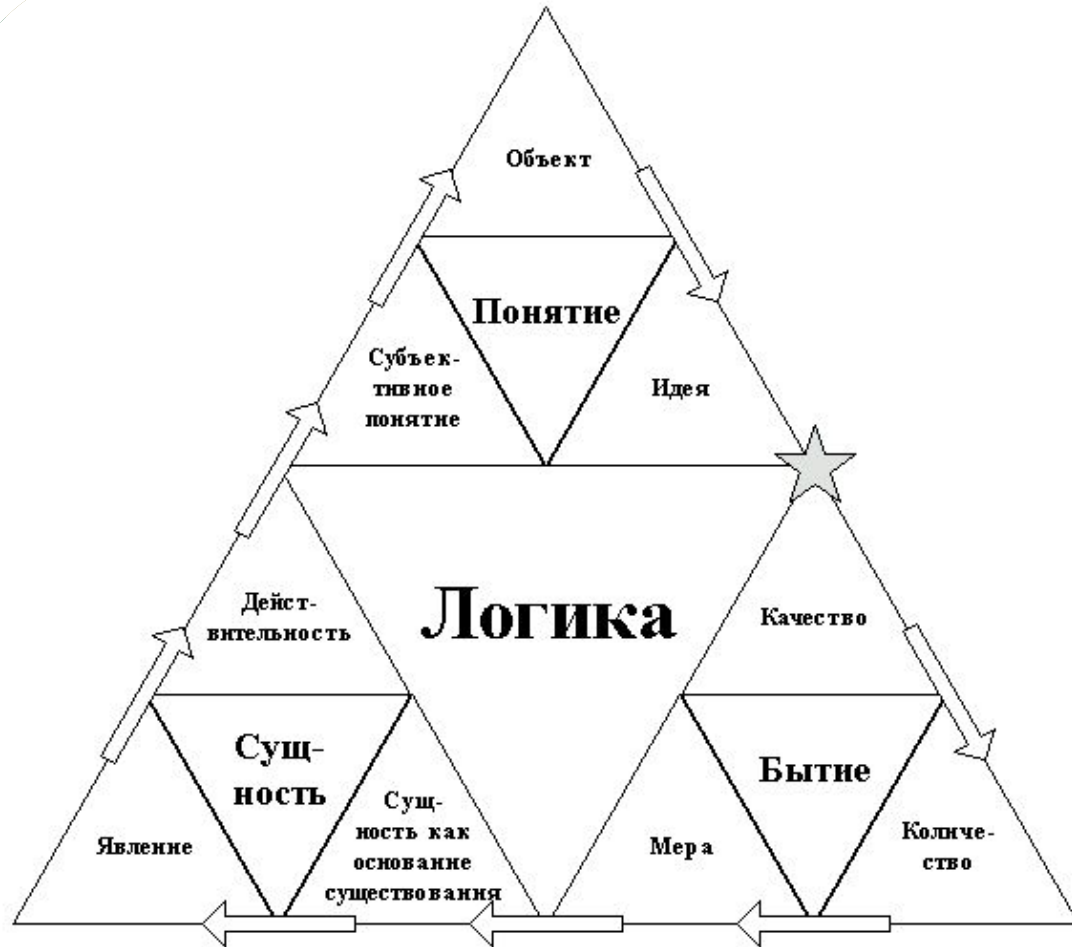 Объект
Понятие
Субъек-
тивное
понятие
Идея
Дейст-
вительность
Логика
Качество
Сущ-
ность
Бытие
Явление
Сущ-
ность как
основание
существования
Мера
Количе-
ство